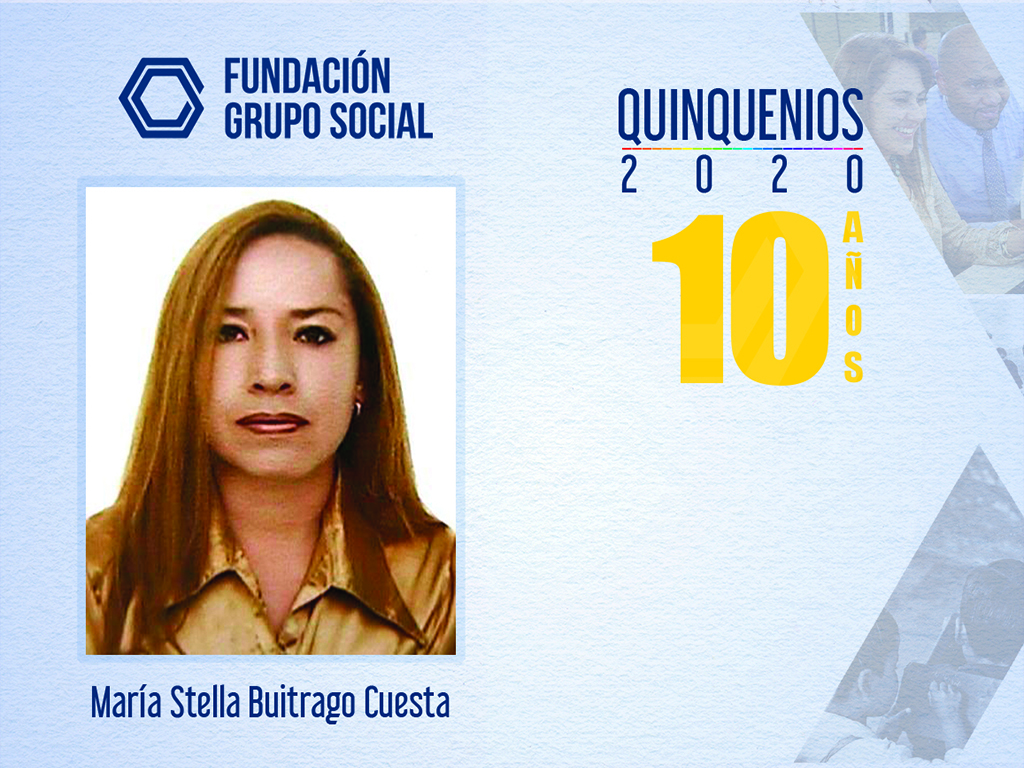 FUNDACIÓN
GRUPO SOCIAL
QUINQUENIOS
2020
10 AÑOS
María Stella Buitrago Cuesta